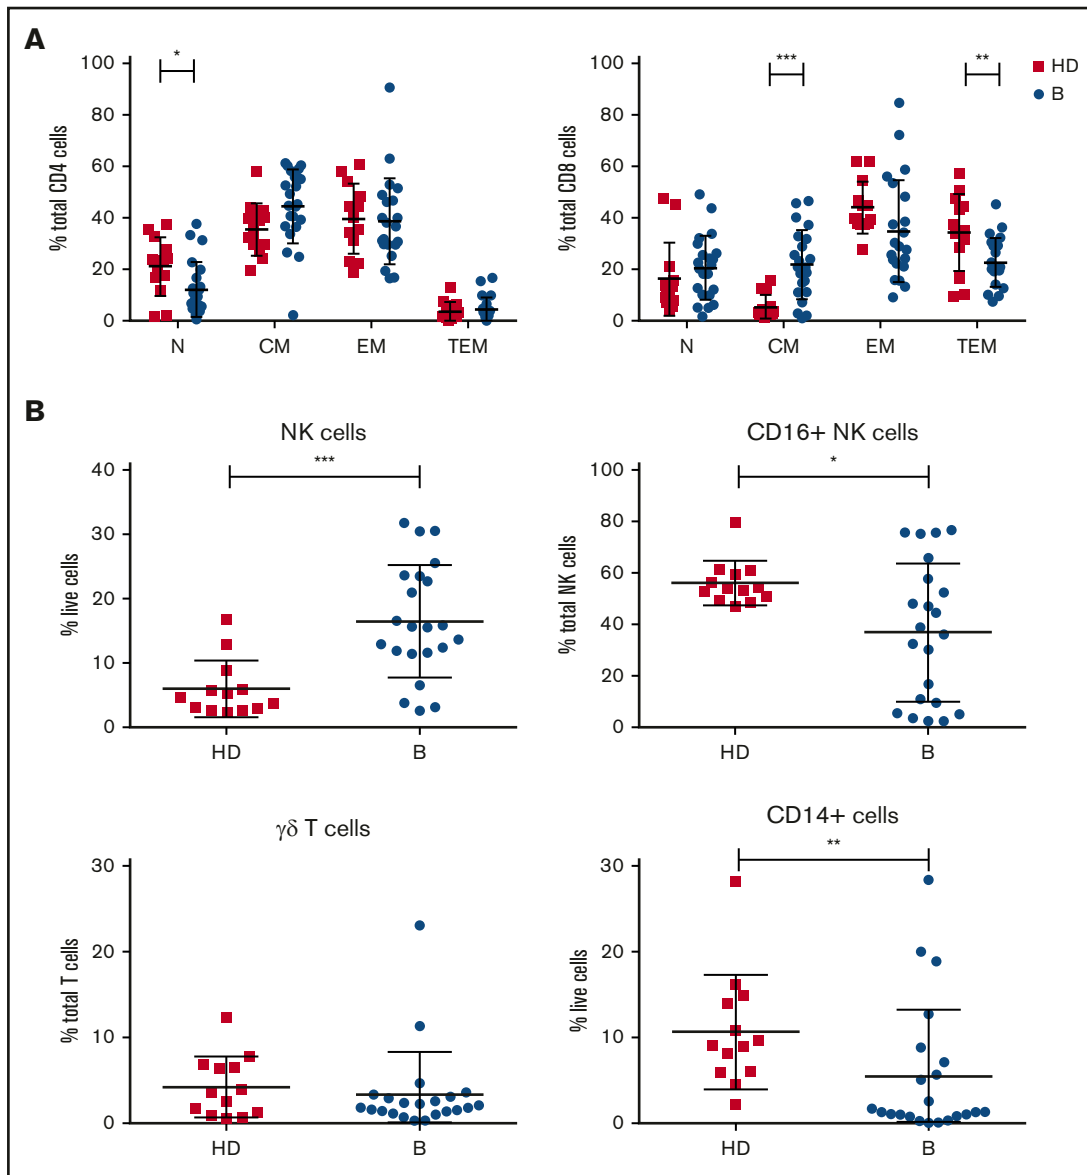 A
% total CD4 cells
100
80
60
40
20
0
*
N CM EM TEM
% total CD8 cells
100
80
60
40
20
0
***
**
N CM EM TEM
HD
B
B
NK cells
% live cells
40
30
20
10
0
***
HD B
CD16+ NK cells
% total NK cells
100
80
60
40
20
0
*
HD B
γδ T cells
% total T cells
30
20
10
0
HD B
CD14+ cells
% live cells
30
20
10
0
**
HD B